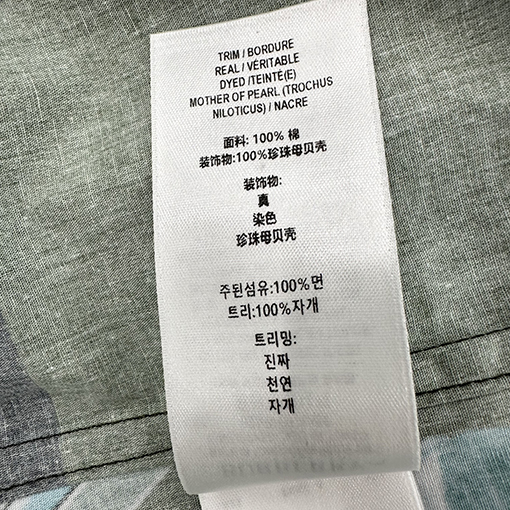 TRIM / BORDURE
REAL / VÉRITABLE
DYED /TEINTÉ(E)
MOTHER OF PEARL (TROCHUS
NILOTICUS) / NACRE
面料: 100% 棉
装饰物:100%珍珠母贝壳
装饰物:
真
染色
珍珠母贝壳
주된섬유:100%면
트리:100%자개
트리밍:
진짜
천연
자개